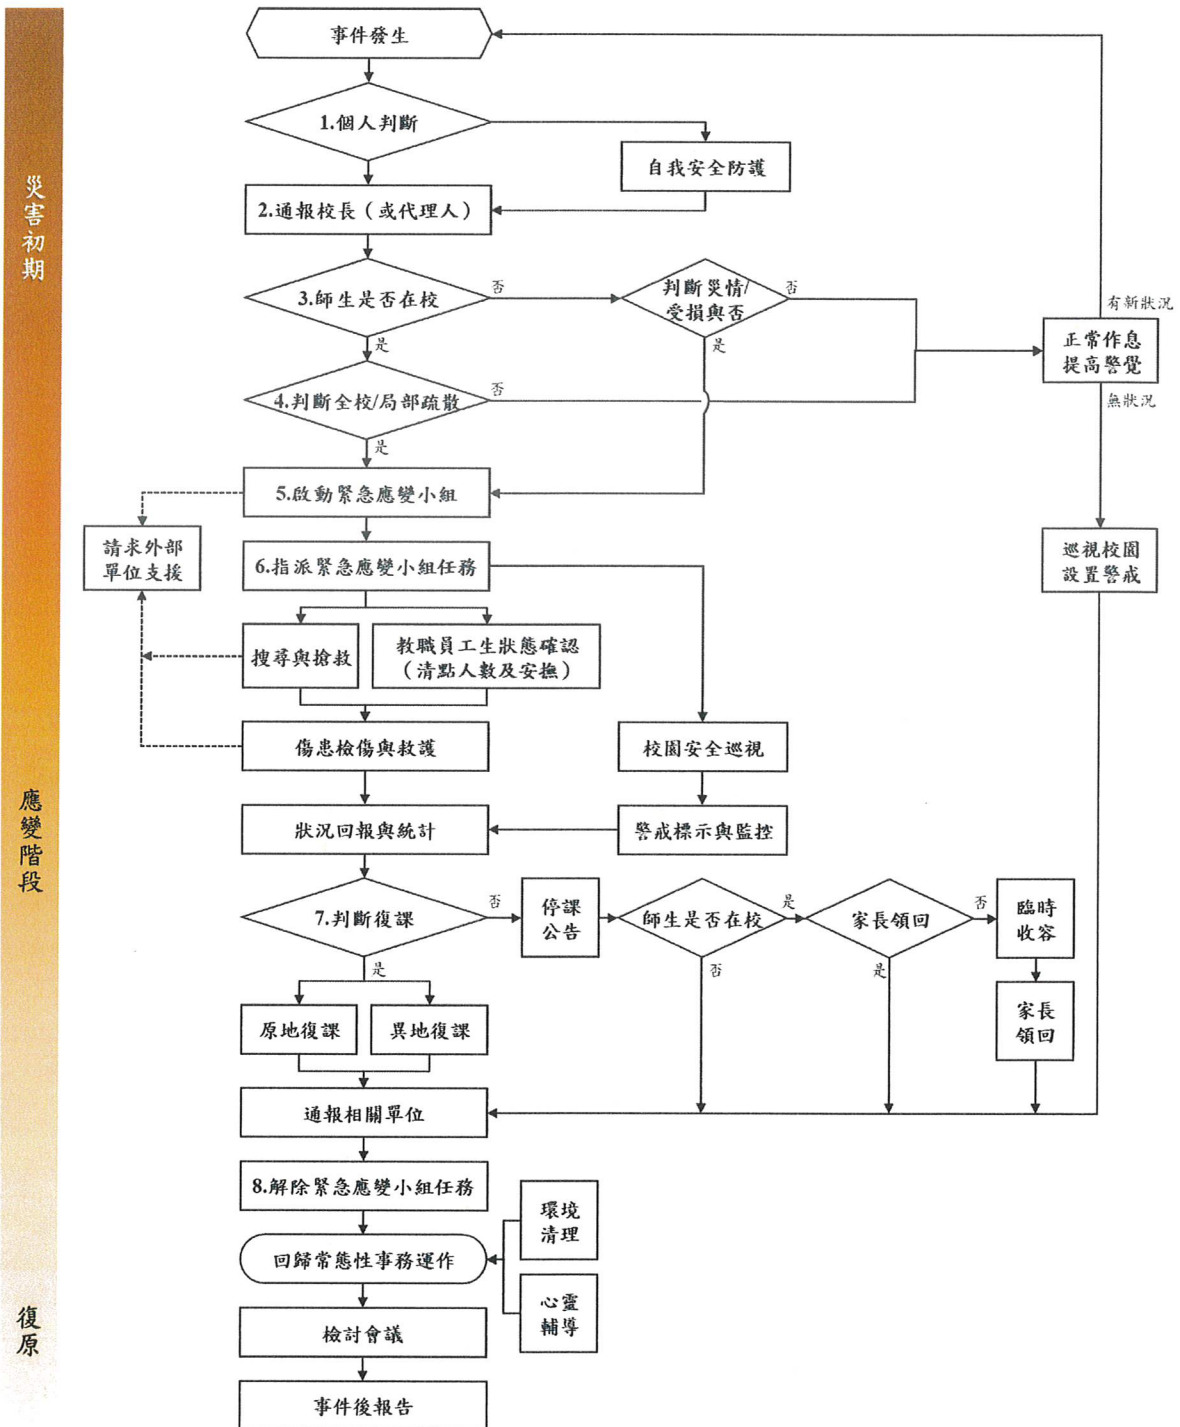 事件發生
1.個人判斷
自我安全防護
2.通報校長（或代理人）
3.師生是否在校
否
判斷災情/
受損與否
否
有新狀況
正常作息
提高警覺
無狀況
是
是
4.判斷全校/局部疏散
否
是
5.啟動緊急應變小組
請求外部
單位支援
6.指派緊急應變小組任務
巡視校園
設置警戒
搜尋與搶救
教職員工生狀態確認
（清點人數及安撫）
傷患檢傷與救護
校園安全巡視
狀況回報與統計
警戒標示與監控
7.判斷復課
否
停課
公告
師生是否在校
是
家長領回
否
臨時
收容
是
否
是
家長
領回
原地復課
異地復課
通報相關單位
8.解除緊急應變小組任務
環境
清理
回歸常態性事務運作
心靈
輔導
檢討會議
事件後報告
災害初期
應變階段
復原